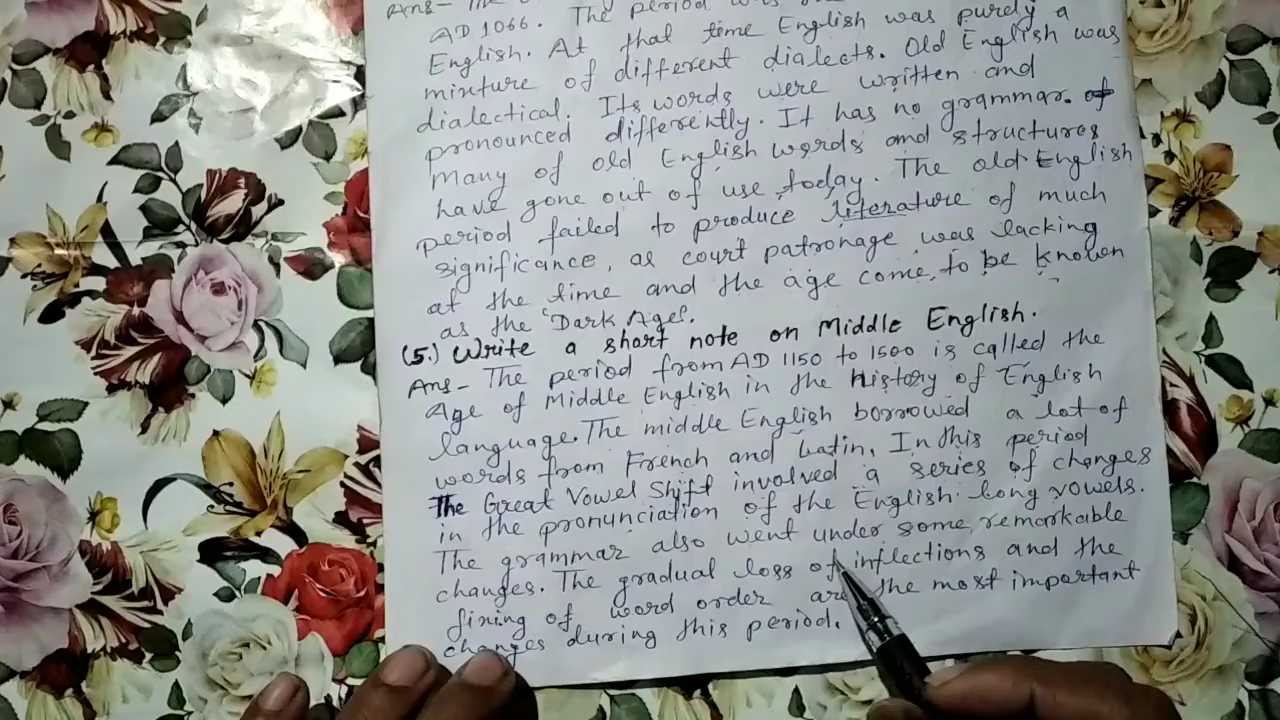 Ans- The
AD 1066. The period was
English. At that time English was purely a
mixture of different dialects. Old English was
dialectical. Its words were written and
pronounced differently. It has no grammar. of
Many of old English words and structures
have gone out of use today. The old English
period failed to produce literature of much
significance, as court patronage was lacking
at the time and the age come to be known
as the 'Dark Age'.
(5.) Write a short note on Middle English.
Ans- The period from AD 1150 to 1500 is called the
Age of Middle English in the History of English
language. The middle English borrowed a lot of
words from French and Latin. In this period
The Great Vowel Shift involved a series of changes
in the pronunciation of the English long vowels.
The grammar also went under some remarkable
changes. The gradual loss of inflections and the
fixing of word order are the most important
changes during this period.